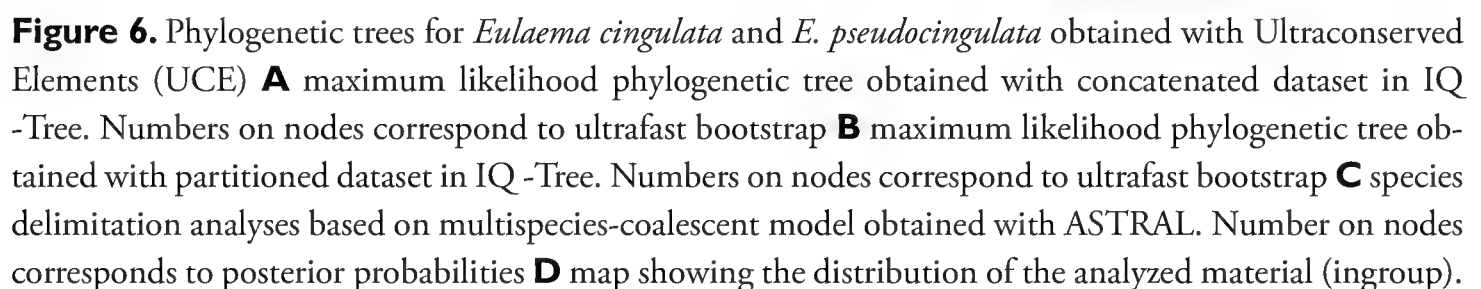 Figure 6. Phylogenetic trees for Eulaema cingulata and E. pseudocingulata obtained with Ultraconserved
Elements (UCE) A maximum likelihood phylogenetic tree obtained with concatenated dataset in IQ
-Tree. Numbers on nodes correspond to ultrafast bootstrap B maximum likelihood phylogenetic tree ob-
tained with partitioned dataset in IQ -Tree. Numbers on nodes correspond to ultrafast bootstrap C species
delimitation analyses based on multispecies-coalescent model obtained with ASTRAL. Number on nodes
corresponds to posterior probabilities D map showing the distribution of the analyzed material (ingroup).